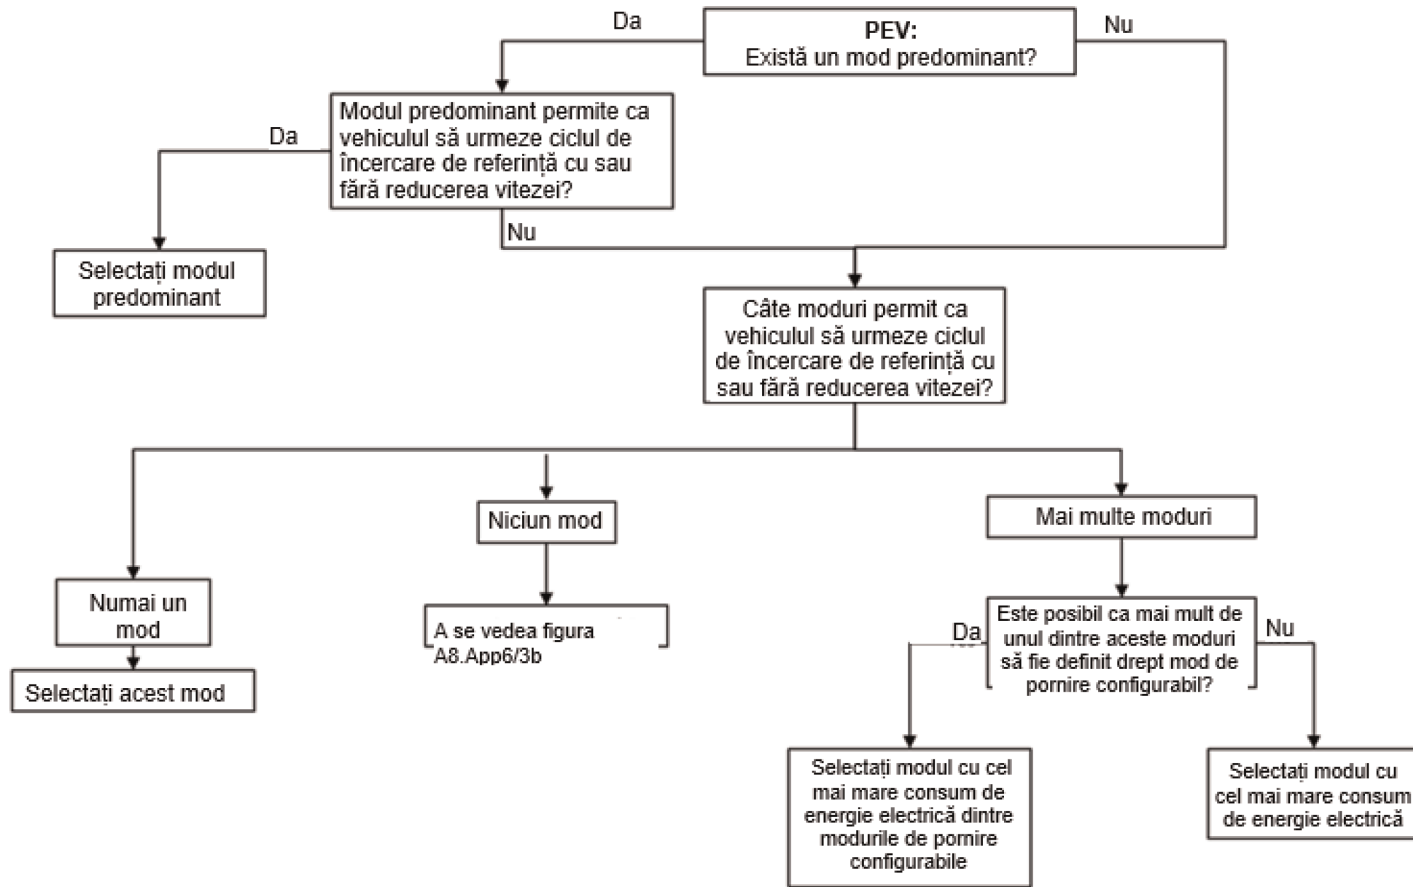 Da
PEV:
Există un mod predominant?
Nu
Modul predominant permite ca
vehiculul să urmeze ciclul de
încercare de referință cu sau
fără reducerea vitezei?
Da
Nu
Selectați modul
predominant
Câte moduri permit ca
vehiculul să urmeze ciclul
de încercare de referință cu
sau fără reducerea vitezei?
Niciun mod
Mai multe moduri
Numai un
mod
A se vedea figura
A8.App6/3b
Este posibil ca mai mult de
unul dintre aceste moduri
să fie definit drept mod de
pornire configurabil?
Da
Nu
Selectați acest mod
Selectați modul cu cel
mai mare consum de
energie electrică dintre
modurile de pornire
configurabile
Selectați modul cu
cel mai mare consum
de energie electrică